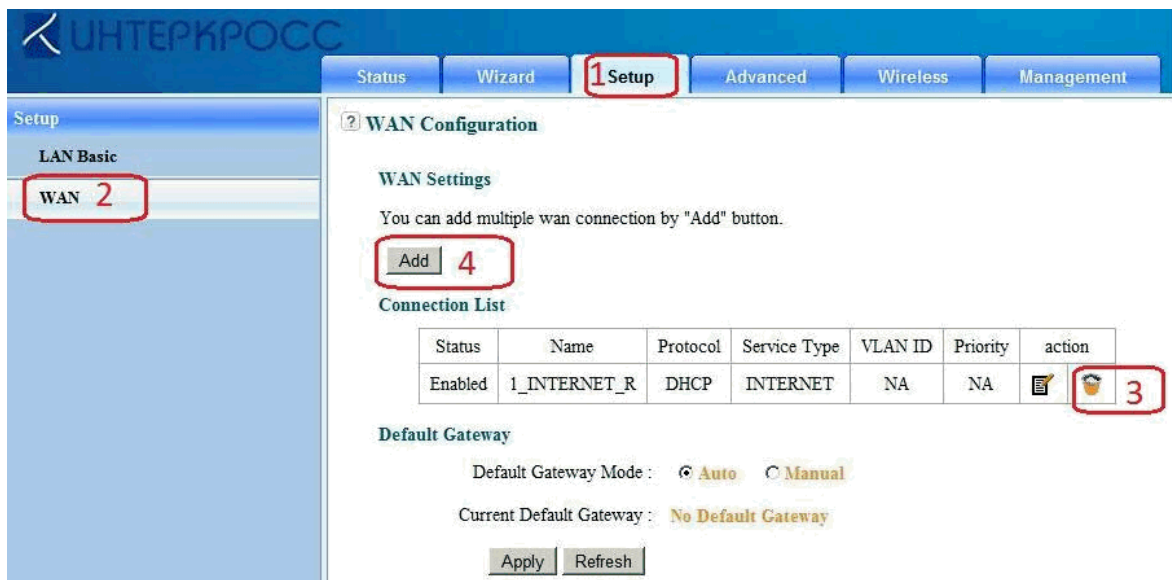 ИНТЕРКРОСС
Status Wizard 1 Setup Advanced Wireless Management
Setup
LAN Basic
WAN 2
? WAN Configuration
WAN Settings
You can add multiple wan connection by "Add" button.
Add 4
Connection List
Status Name Protocol Service Type VLAN ID Priority action
Enabled 1_INTERNET_R DHCP INTERNET NA NA 3
Default Gateway
Default Gateway Mode : Auto Manual
Current Default Gateway : No Default Gateway
Apply Refresh